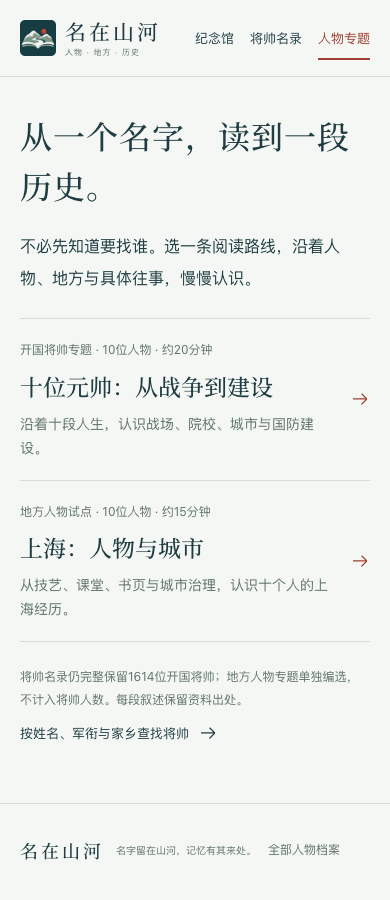 名在山河
人物 · 地方 · 历史
纪念馆 将帅名录 人物专题
从一个名字，读到一段
历史。
不必先知道要找谁。选一条阅读路线，沿着人
物、地方与具体往事，慢慢认识。
开国将帅专题 · 10位人物 · 约20分钟
十位元帅：从战争到建设
沿着十段人生，认识战场、院校、城市与国防建
设。
地方人物试点 · 10位人物 · 约15分钟
上海：人物与城市
从技艺、课堂、书页与城市治理，认识十个人的上
海经历。
将帅名录仍完整保留1614位开国将帅；地方人物专题单独编选，
不计入将帅人数。每段叙述保留资料出处。
按姓名、军衔与家乡查找将帅
名在山河 名字留在山河，记忆有其来处。 全部人物档案